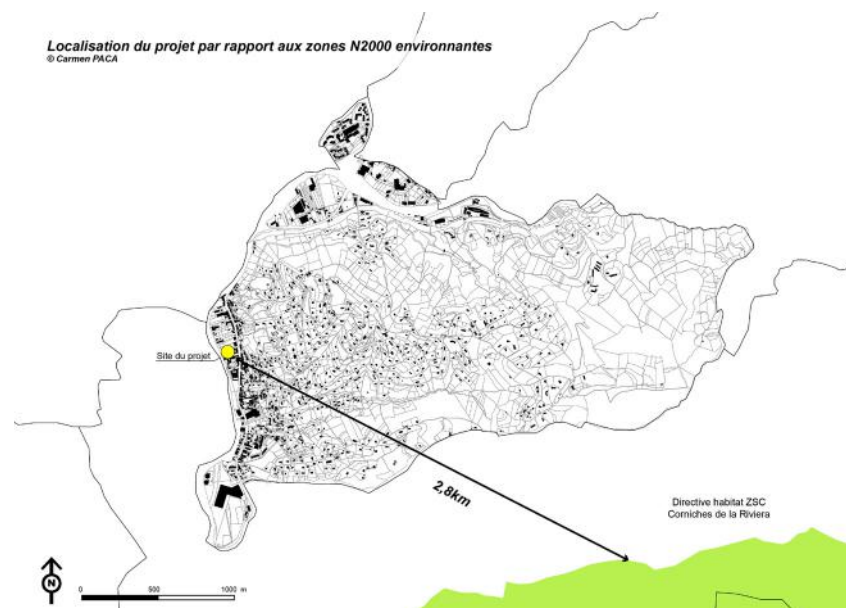 Localisation du projet par rapport aux zones N2000 environnantes
© Carmen PACA
Site du projet
2,8km
Directive habitat ZSC
Corniches de la Riviera
N
0 500 1000 m